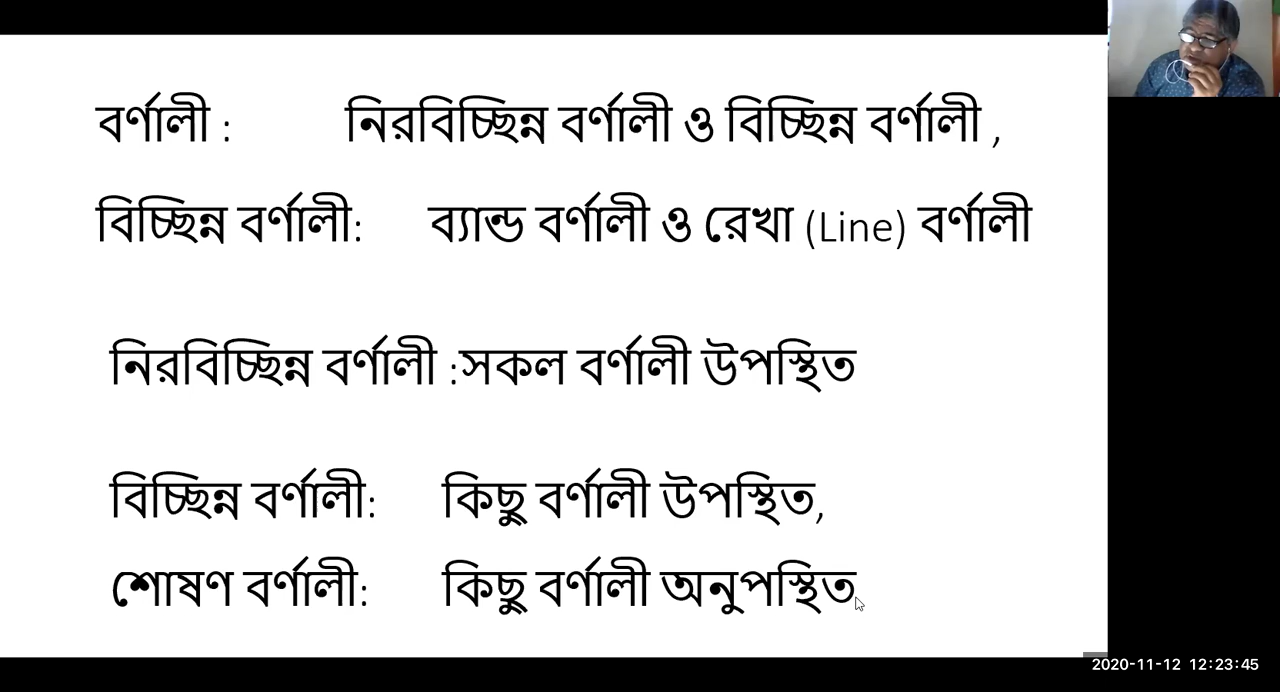 বর্ণালী : নিরবিচ্ছিন্ন বর্ণালী ও বিচ্ছিন্ন বর্ণালী ,
বিচ্ছিন্ন বর্ণালী: ব্যান্ড বর্ণালী ও রেখা (Line) বর্ণালী
নিরবিচ্ছিন্ন বর্ণালী :সকল বর্ণালী উপস্থিত
বিচ্ছিন্ন বর্ণালী: কিছু বর্ণালী উপস্থিত,
শোষণ বর্ণালী: কিছু বর্ণালী অনুপস্থিত
2020-11-12 12:23:45